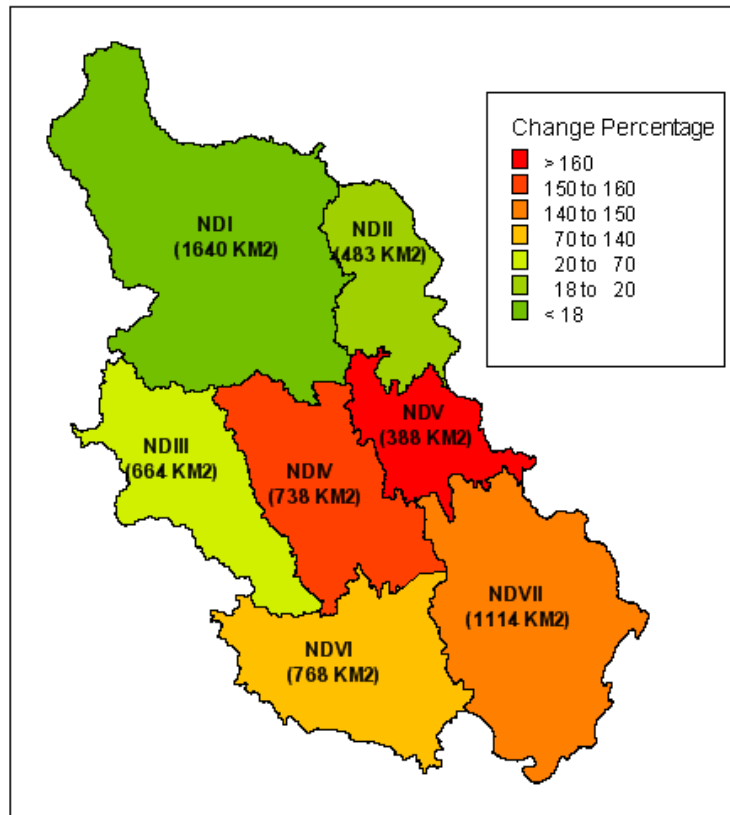 Change Percentage
> 160
150 to 160
140 to 150
70 to 140
20 to 70
18 to 20
< 18
NDI
(1640 KM2)
NDII
(483 KM2)
NDV
(388 KM2)
NDIII
(664 KM2)
NDIV
(738 KM2)
NDVII
(1114 KM2)
NDVI
(768 KM2)